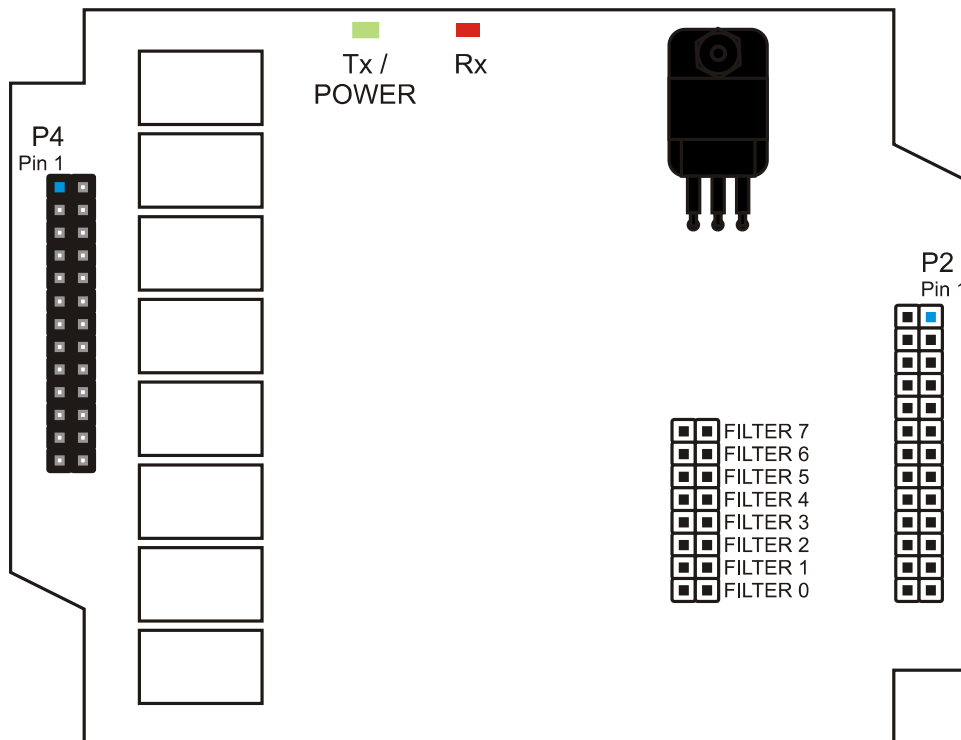 Tx /
POWER
Rx
P4
Pin 1
P2
Pin 1
FILTER 7
FILTER 6
FILTER 5
FILTER 4
FILTER 3
FILTER 2
FILTER 1
FILTER 0